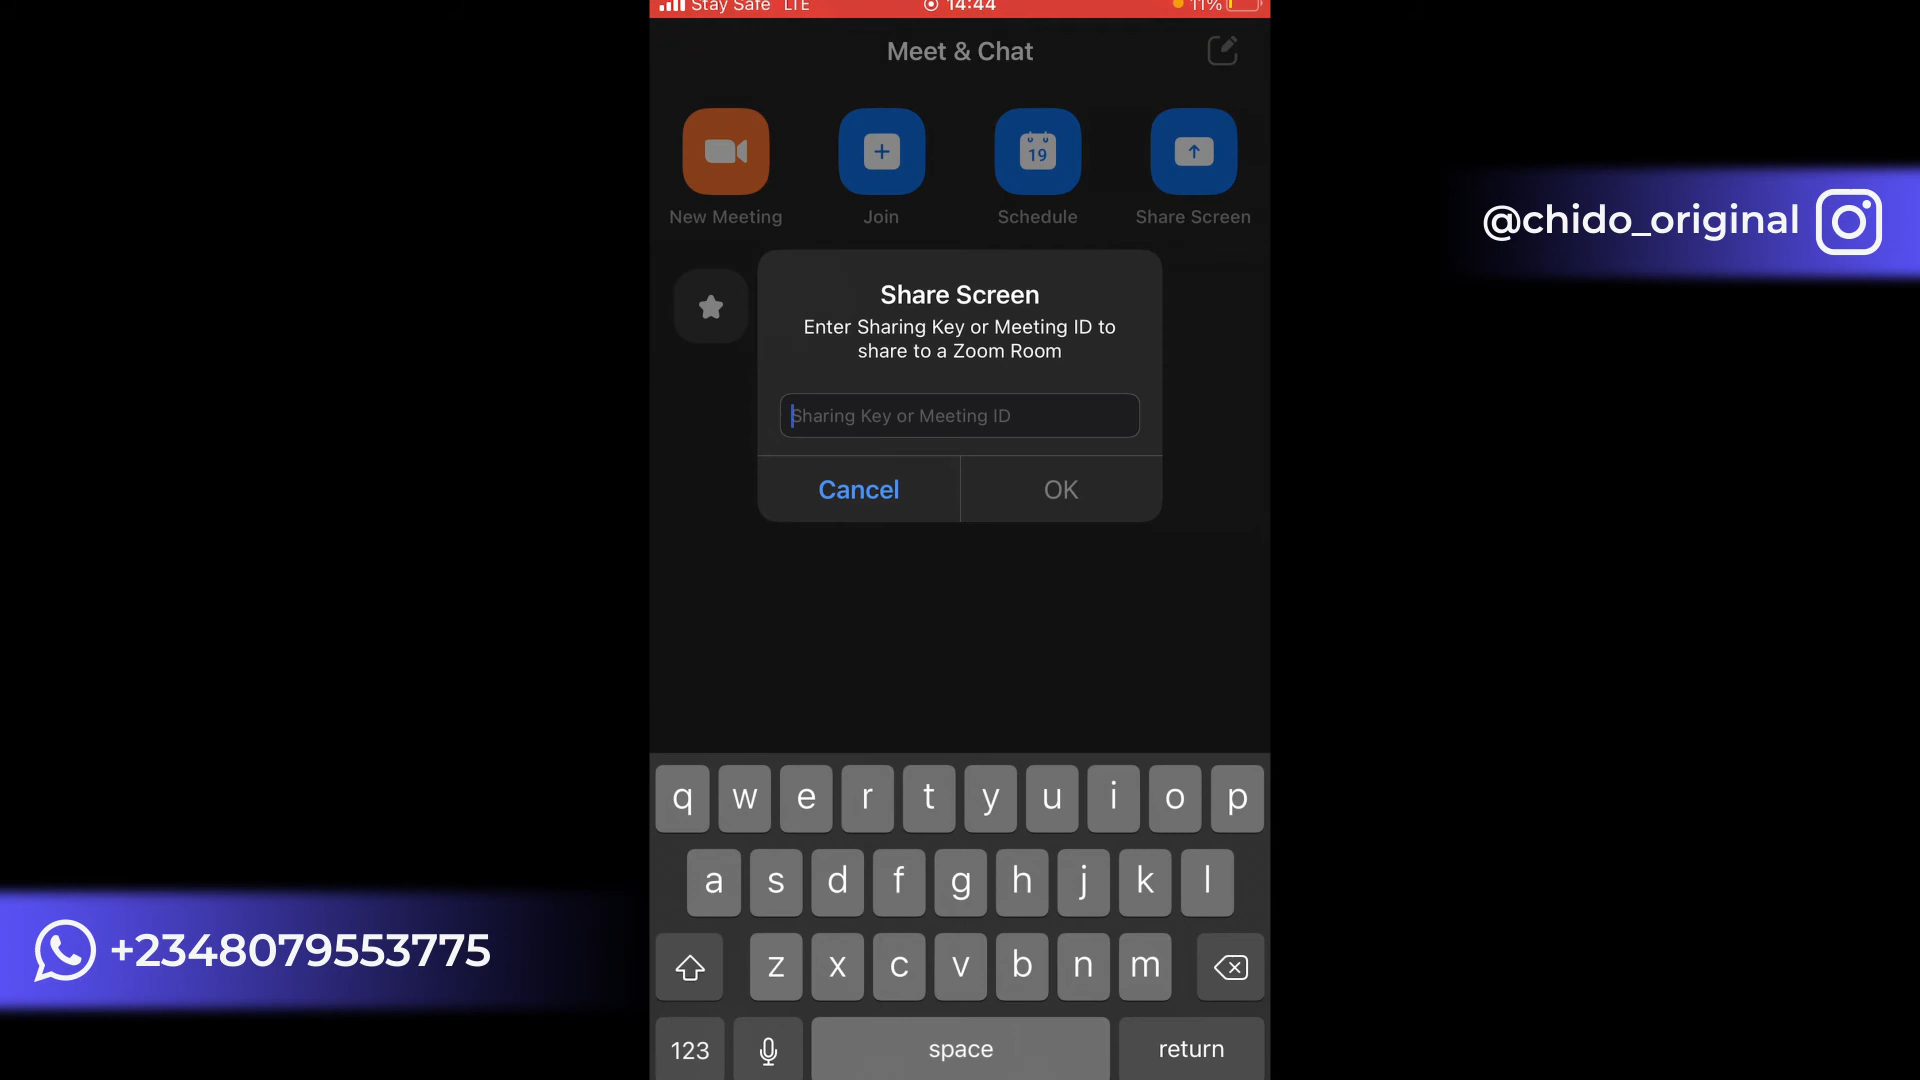 Stay Safe LTE 14:44 11%
Meet & Chat
19
New Meeting Join Schedule Share Screen
@chido_original
Share Screen
Enter Sharing Key or Meeting ID to
share to a Zoom Room
Sharing Key or Meeting ID
Cancel OK
q w e r t y u i o p
a s d f g h j k l
+2348079553775
z x c v b n m
123 space return